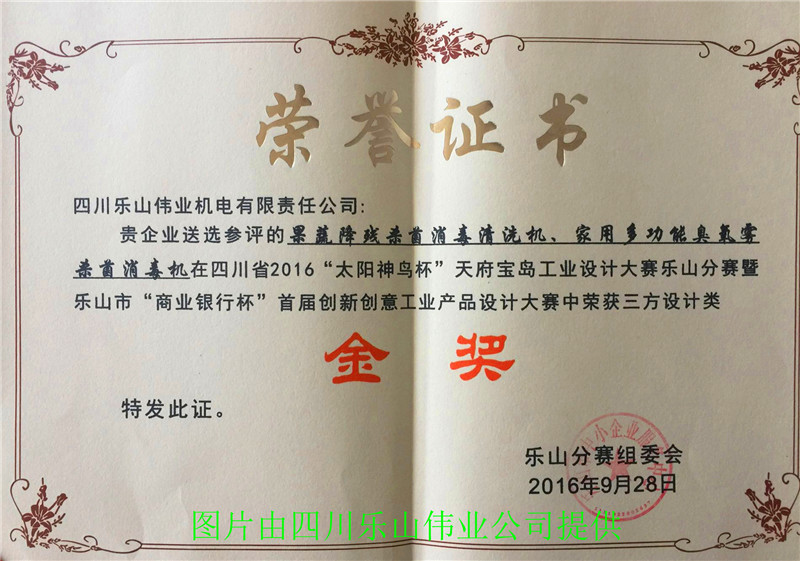 荣誉证书
四川乐山伟业机电有限责任公司:
贵企业送选参评的果蔬降残杀菌消毒清洗机、家用多功能臭氧雾
杀菌消毒机在四川省2016“太阳神鸟杯”天府宝岛工业设计大赛乐山分赛暨
乐山市“商业银行杯”首届创新创意工业产品设计大赛中荣获三方设计类
金奖
特发此证。
乐山分赛组委会
2016年9月28日
图片由四川乐山伟业公司提供